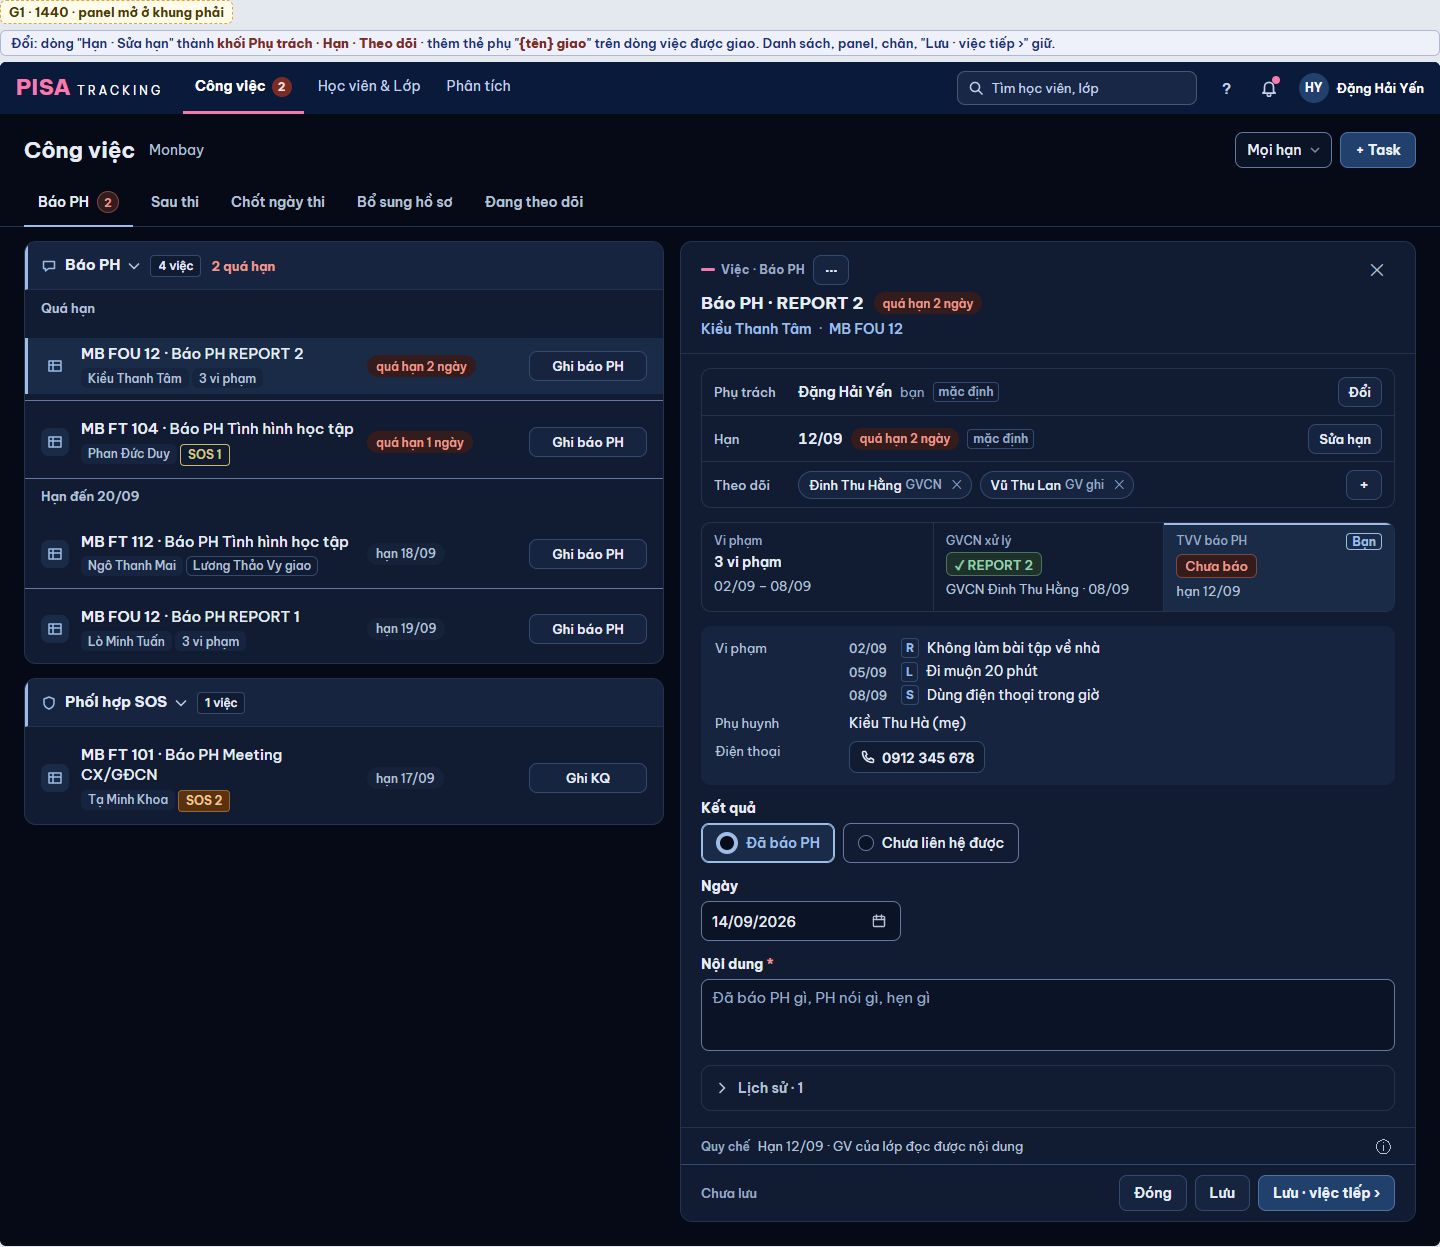 G1 · 1440 · panel mở ở khung phải
Đổi: dòng "Hạn · Sửa hạn" thành khối Phụ trách · Hạn · Theo dõi · thêm thẻ phụ "{tên} giao" trên dòng việc được giao. Danh sách, panel, chân, "Lưu · việc tiếp ›" giữ.
PISA TRACKING
Công việc 2
Học viên & Lớp
Phân tích
Tìm học viên, lớp
?
HY
Đặng Hải Yến
Công việc Monbay
Mọi hạn
+ Task
Báo PH 2
Sau thi
Chốt ngày thi
Bổ sung hồ sơ
Đang theo dõi
Báo PH 4 việc 2 quá hạn
Quá hạn
MB FOU 12 · Báo PH REPORT 2
Kiều Thanh Tâm 3 vi phạm
quá hạn 2 ngày
Ghi báo PH
MB FT 104 · Báo PH Tình hình học tập
Phan Đức Duy SOS 1
quá hạn 1 ngày
Ghi báo PH
Hạn đến 20/09
MB FT 112 · Báo PH Tình hình học tập
Ngô Thanh Mai Lương Thảo Vy giao
hạn 18/09
Ghi báo PH
MB FOU 12 · Báo PH REPORT 1
Lò Minh Tuấn 3 vi phạm
hạn 19/09
Ghi báo PH
Phối hợp SOS 1 việc
MB FT 101 · Báo PH Meeting
CX/GĐCN
Tạ Minh Khoa SOS 2
hạn 17/09
Ghi KQ
Việc · Báo PH ···
Báo PH · REPORT 2 quá hạn 2 ngày
Kiều Thanh Tâm · MB FOU 12
Phụ trách Đặng Hải Yến bạn mặc định Đổi
Hạn 12/09 quá hạn 2 ngày mặc định Sửa hạn
Theo dõi Đinh Thu Hằng GVCN Vũ Thu Lan GV ghi +
Vi phạm
3 vi phạm
02/09 – 08/09
GVCN xử lý
✓ REPORT 2
GVCN Đinh Thu Hằng · 08/09
TVV báo PH Bạn
Chưa báo
hạn 12/09
Vi phạm 02/09 R Không làm bài tập về nhà
05/09 L Đi muộn 20 phút
08/09 S Dùng điện thoại trong giờ
Phụ huynh Kiều Thu Hà (mẹ)
Điện thoại 0912 345 678
Kết quả
Đã báo PH
Chưa liên hệ được
Ngày
14/09/2026
Nội dung *
Đã báo PH gì, PH nói gì, hẹn gì
Lịch sử · 1
Quy chế Hạn 12/09 · GV của lớp đọc được nội dung
Chưa lưu
Đóng
Lưu
Lưu · việc tiếp ›